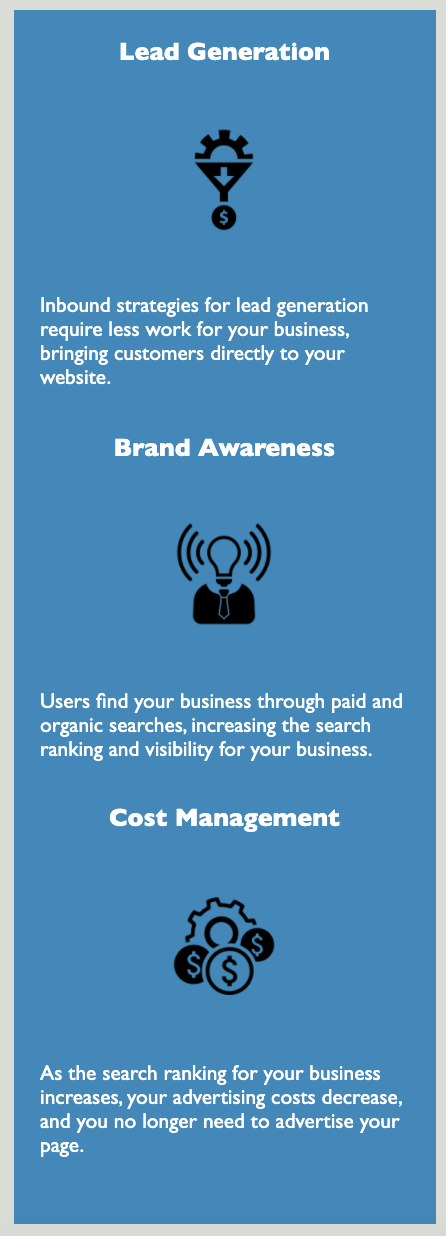 Lead Generation
$
Inbound strategies for lead generation
require less work for your business,
bringing customers directly to your
website.
Brand Awareness
Users find your business through paid and
organic searches, increasing the search
ranking and visibility for your business.
Cost Management
$ $ $
As the search ranking for your business
increases, your advertising costs decrease,
and you no longer need to advertise your
page.